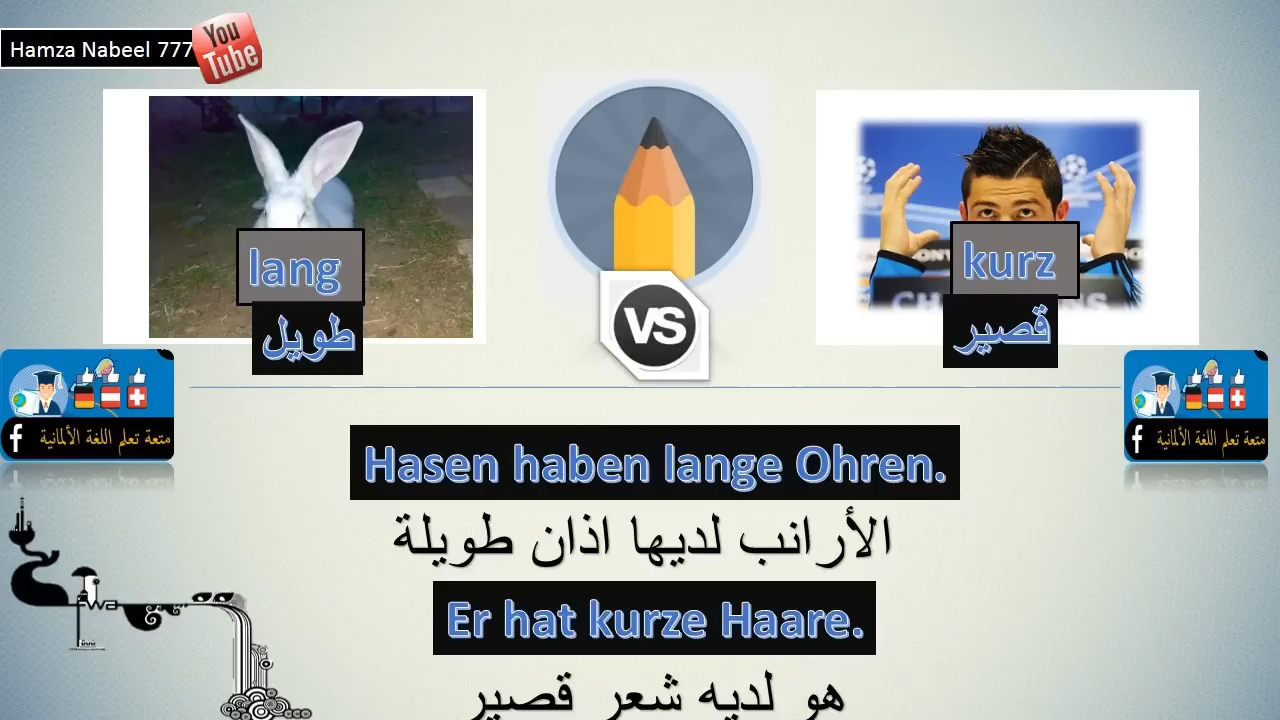 Hamza Nabeel 777
You
Tube
lang
طويل
VS
kurz
قصير
متعة تعلم اللغة الألمانية
f
متعة تعلم اللغة الألمانية
f
Hasen haben lange Ohren.
الأرانب لديها اذان طويلة
Er hat kurze Haare.
هو لديه شعر قصير